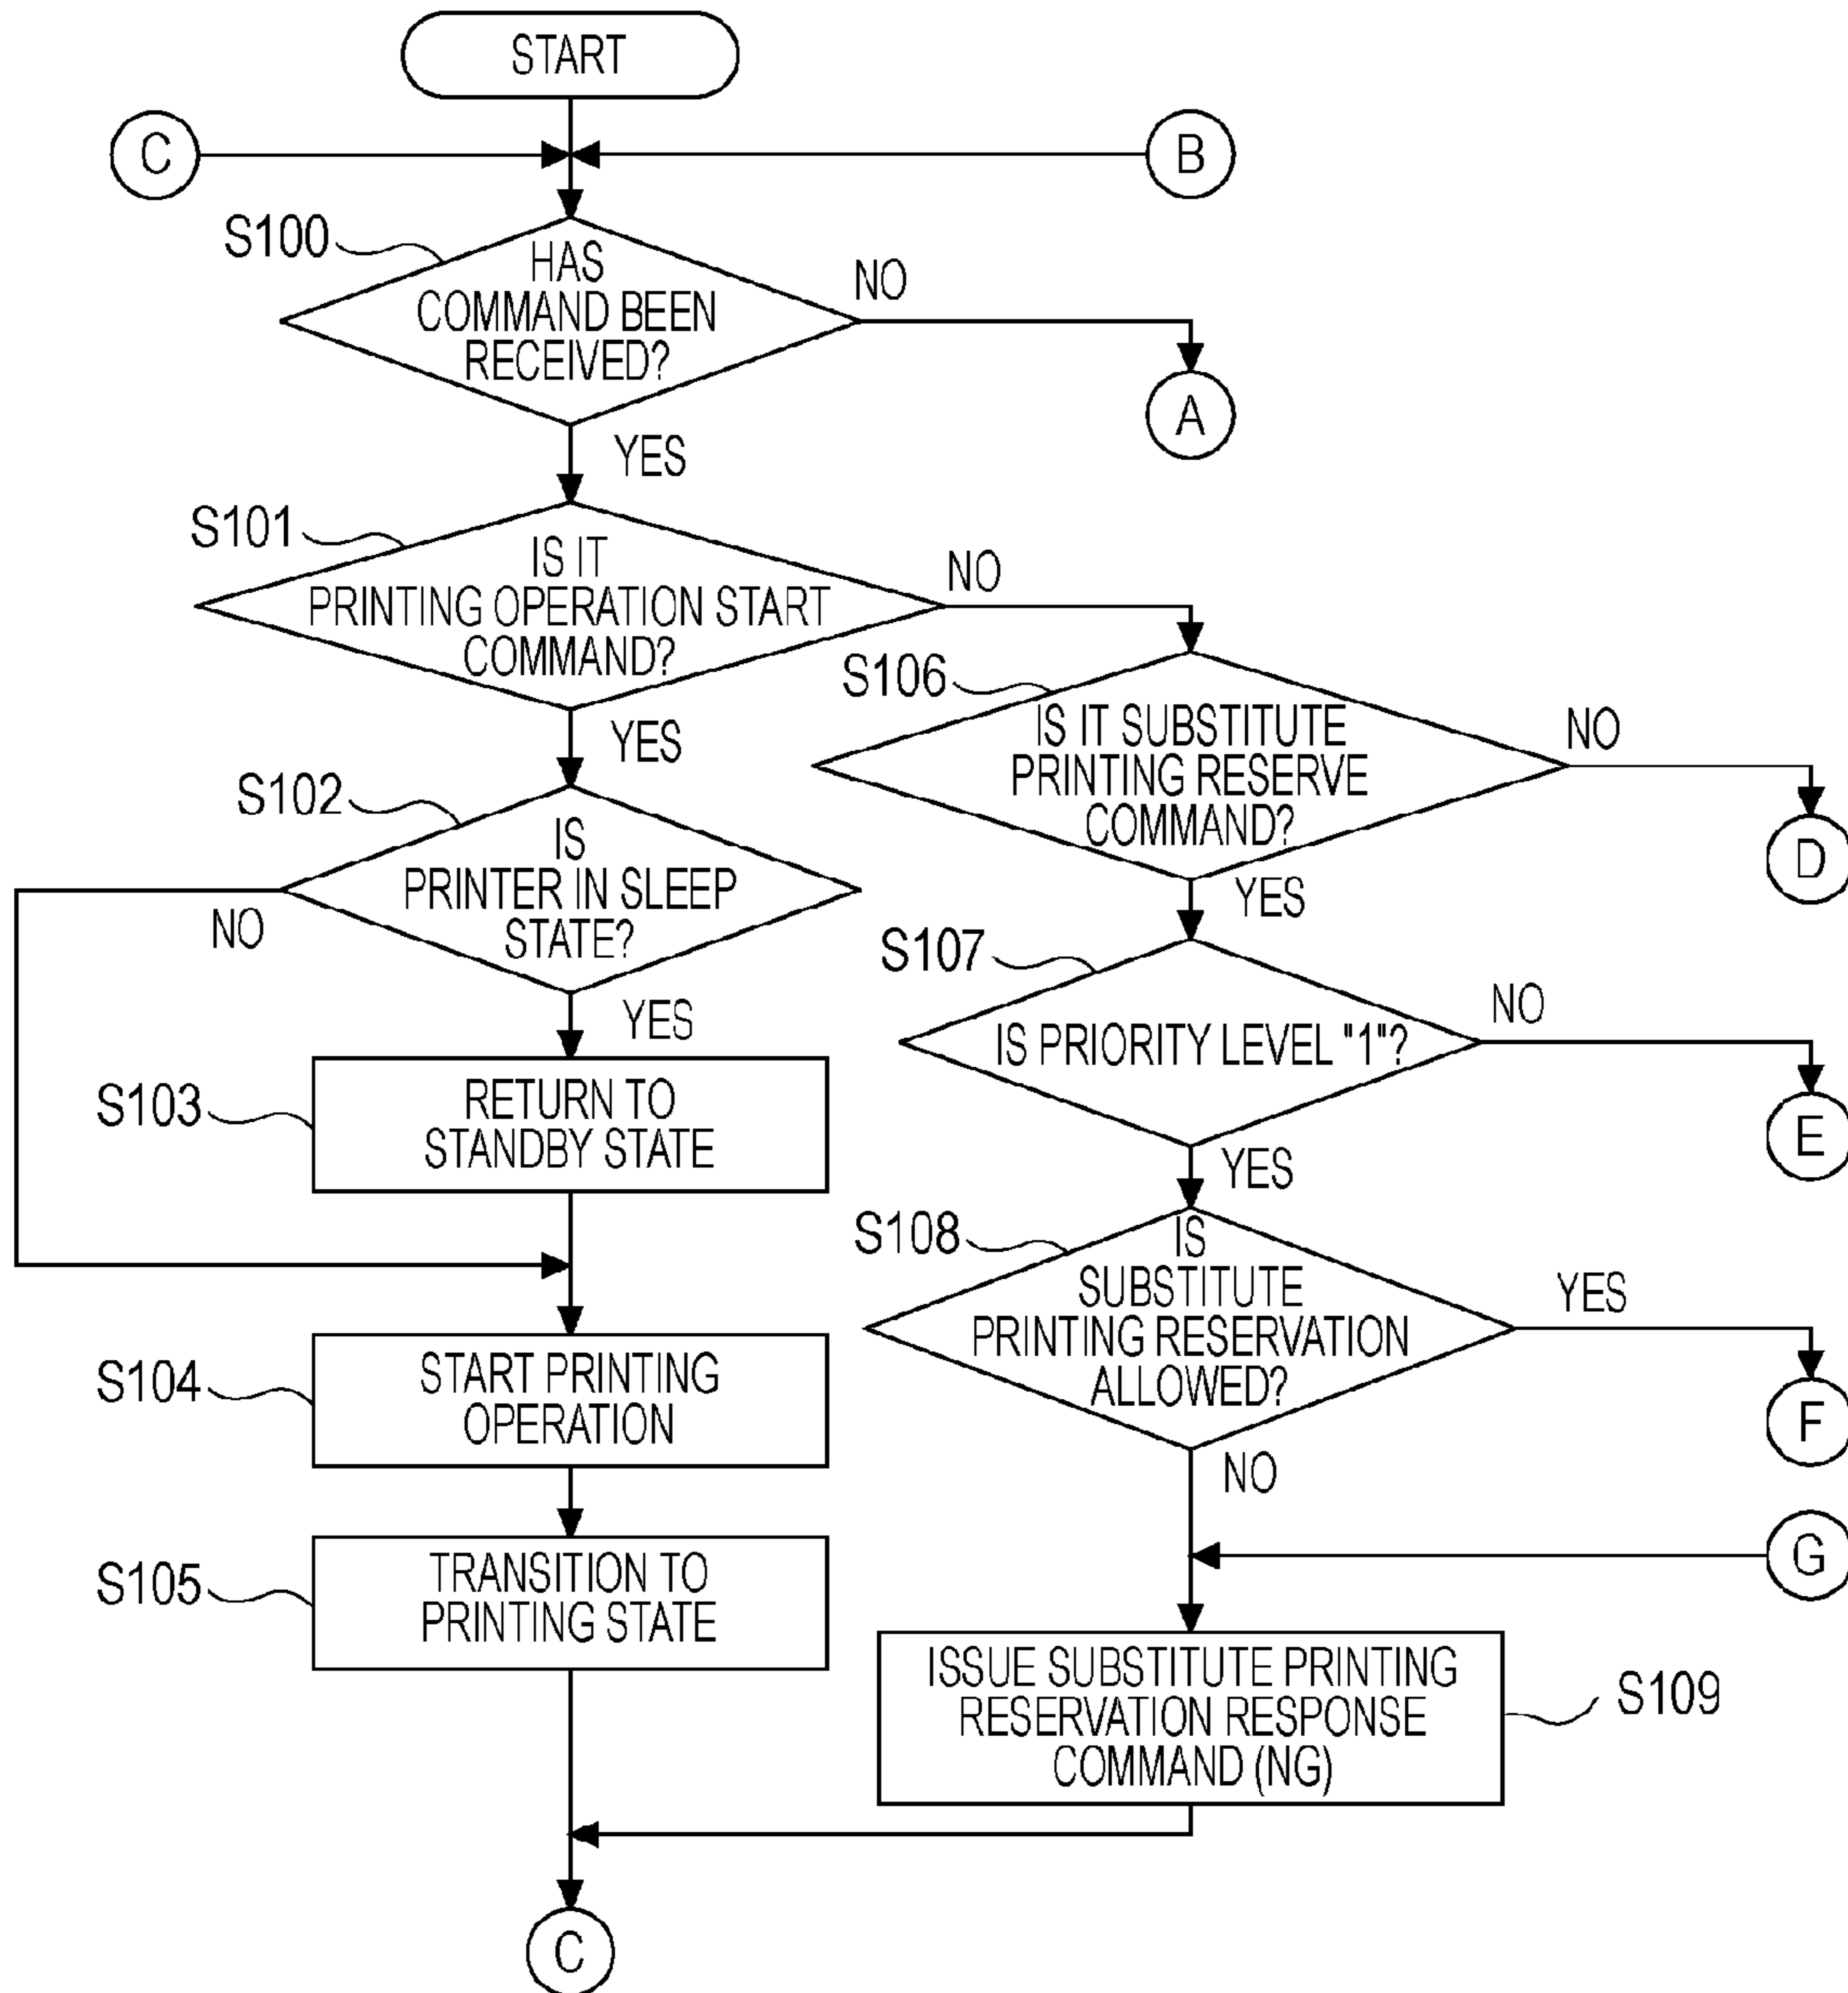 START
C
B
S100
HAS
COMMAND BEEN
RECEIVED?
NO
A
YES
S101
IS IT
PRINTING OPERATION START
COMMAND?
NO
YES
S106
IS IT SUBSTITUTE
PRINTING RESERVE
COMMAND?
NO
D
YES
S102
IS
PRINTER IN SLEEP
STATE?
NO
YES
S107
IS PRIORITY LEVEL "1"?
NO
E
YES
S103
RETURN TO
STANDBY STATE
S108
IS
SUBSTITUTE
PRINTING RESERVATION
ALLOWED?
YES
F
NO
S104
START PRINTING
OPERATION
G
S105
TRANSITION TO
PRINTING STATE
ISSUE SUBSTITUTE PRINTING
RESERVATION RESPONSE
COMMAND (NG)
S109
C